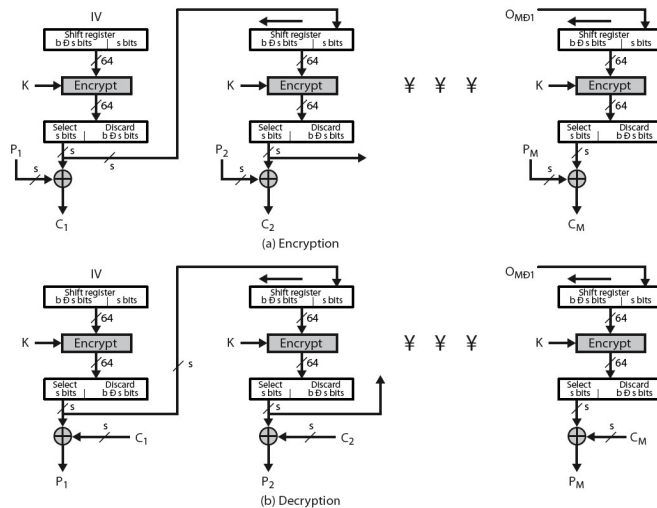 IV O_MÐ1
Shift register Shift register Shift register
b Ð s bits | s bits b Ð s bits | s bits b Ð s bits | s bits
64 64 64
K Encrypt K Encrypt ¥ ¥ ¥ K Encrypt
64 64 64
Select Discard Select Discard Select Discard
s bits | b Ð s bits s bits | b Ð s bits s bits | b Ð s bits
P1 s s P2 s PM s
s s s
C1 C2 CM
(a) Encryption
IV O_MÐ1
Shift register Shift register Shift register
b Ð s bits | s bits b Ð s bits | s bits b Ð s bits | s bits
64 64 64
K Encrypt s K Encrypt ¥ ¥ ¥ K Encrypt
64 64 64
Select Discard Select Discard Select Discard
s bits | b Ð s bits s bits | b Ð s bits s bits | b Ð s bits
s s s
s C1 s C2 s CM
P1 P2 PM
(b) Decryption